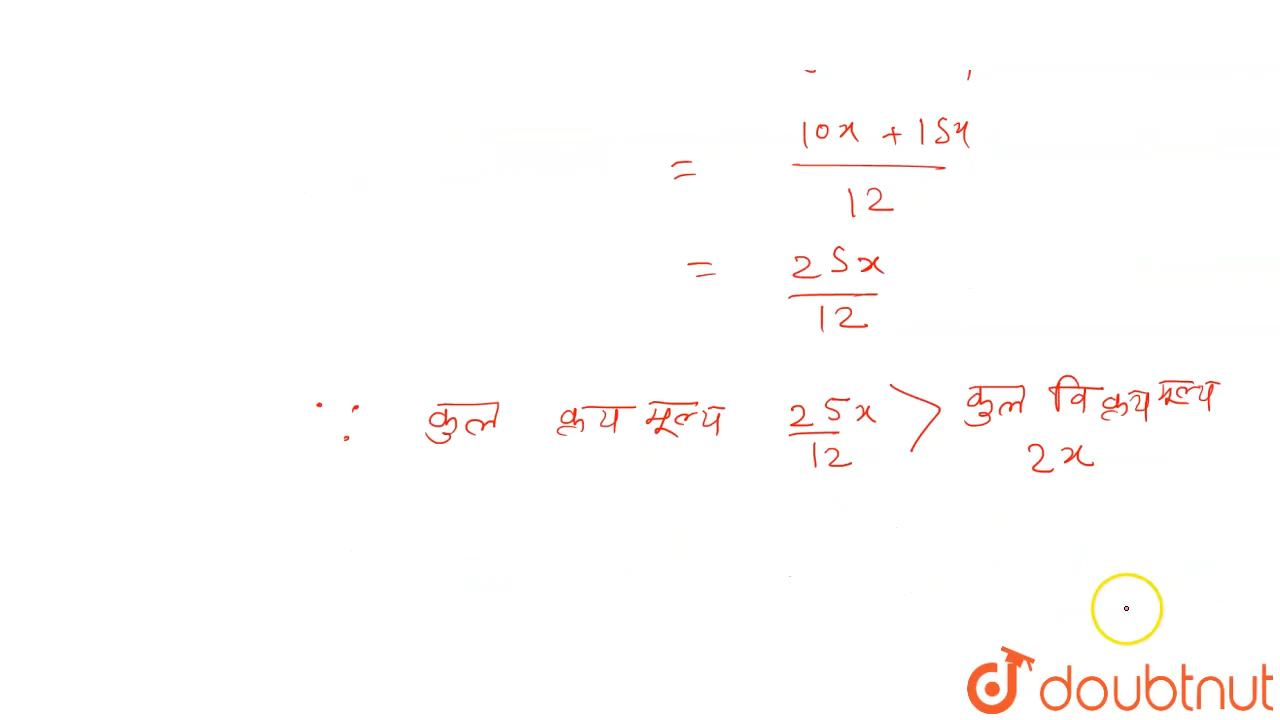 10x + 15x
=
12
= 25x
12
∵ कुल क्रय मूल्य 25x/12 > कुल विक्रय मूल्य
2x
doubtnut